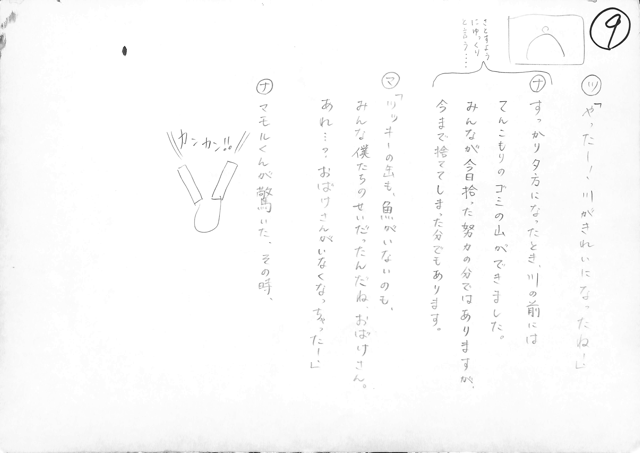 ⑨
ツ「やったー!、川がきれいになったね!」
さとすように
ゆっくり
と言う……
ナ すっかり夕方になったとき、川の前には
てんこもりのゴミの山ができました。
みんなが今日拾った努力の分ではありますが、
今まで捨ててしまった分でもあります。
マ「ツッキーの缶も、魚がいないのも、
みんな僕たちのせいだったんだね、おばけさん。
あれ…?おばけさんがいなくなっちゃったー!」
ナ マモルくんが驚いた、その時、
カンカン!!